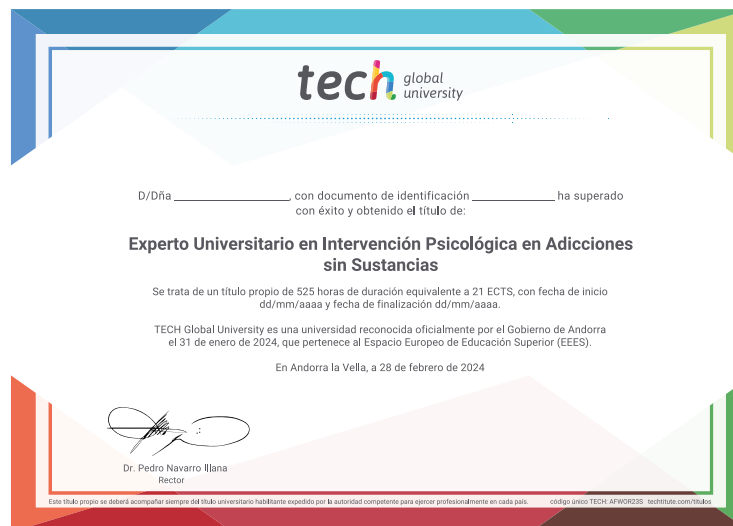 tech global university
D/Dña _______________, con documento de identificación _____________ ha superado
con éxito y obtenido el título de:
Experto Universitario en Intervención Psicológica en Adicciones
sin Sustancias
Se trata de un título propio de 525 horas de duración equivalente a 21 ECTS, con fecha de inicio
dd/mm/aaaa y fecha de finalización dd/mm/aaaa.
TECH Global University es una universidad reconocida oficialmente por el Gobierno de Andorra
el 31 de enero de 2024, que pertenece al Espacio Europeo de Educación Superior (EEES).
En Andorra la Vella, a 28 de febrero de 2024
Dr. Pedro Navarro Illana
Rector
Este título propio se deberá acompañar siempre del título universitario habilitante expedido por la autoridad competente para ejercer profesionalmente en cada país. código único TECH: AFWOR23S techtitute.com/titulos